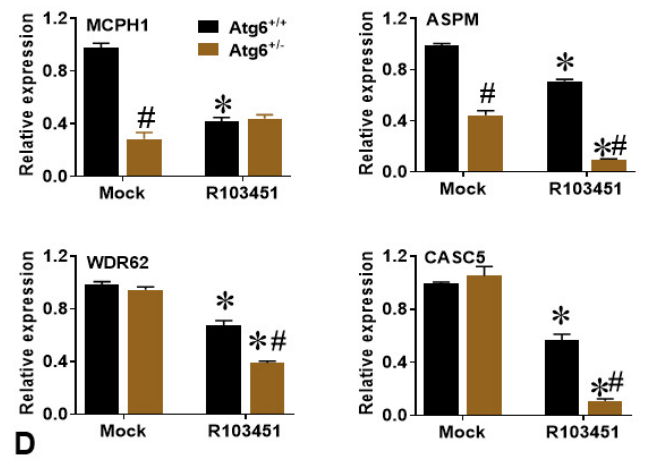 MCPH1
Atg6+/+
Atg6+/-
Relative expression
1.2
0.8
0.4
0.0
*
#
Mock
R103451
ASPM
Relative expression
1.2
0.8
0.4
0.0
#
*
*#
Mock
R103451
WDR62
Relative expression
1.2
0.8
0.4
0.0
*
*#
Mock
R103451
CASC5
Relative expression
1.2
0.8
0.4
0.0
*
*#
Mock
R103451
D